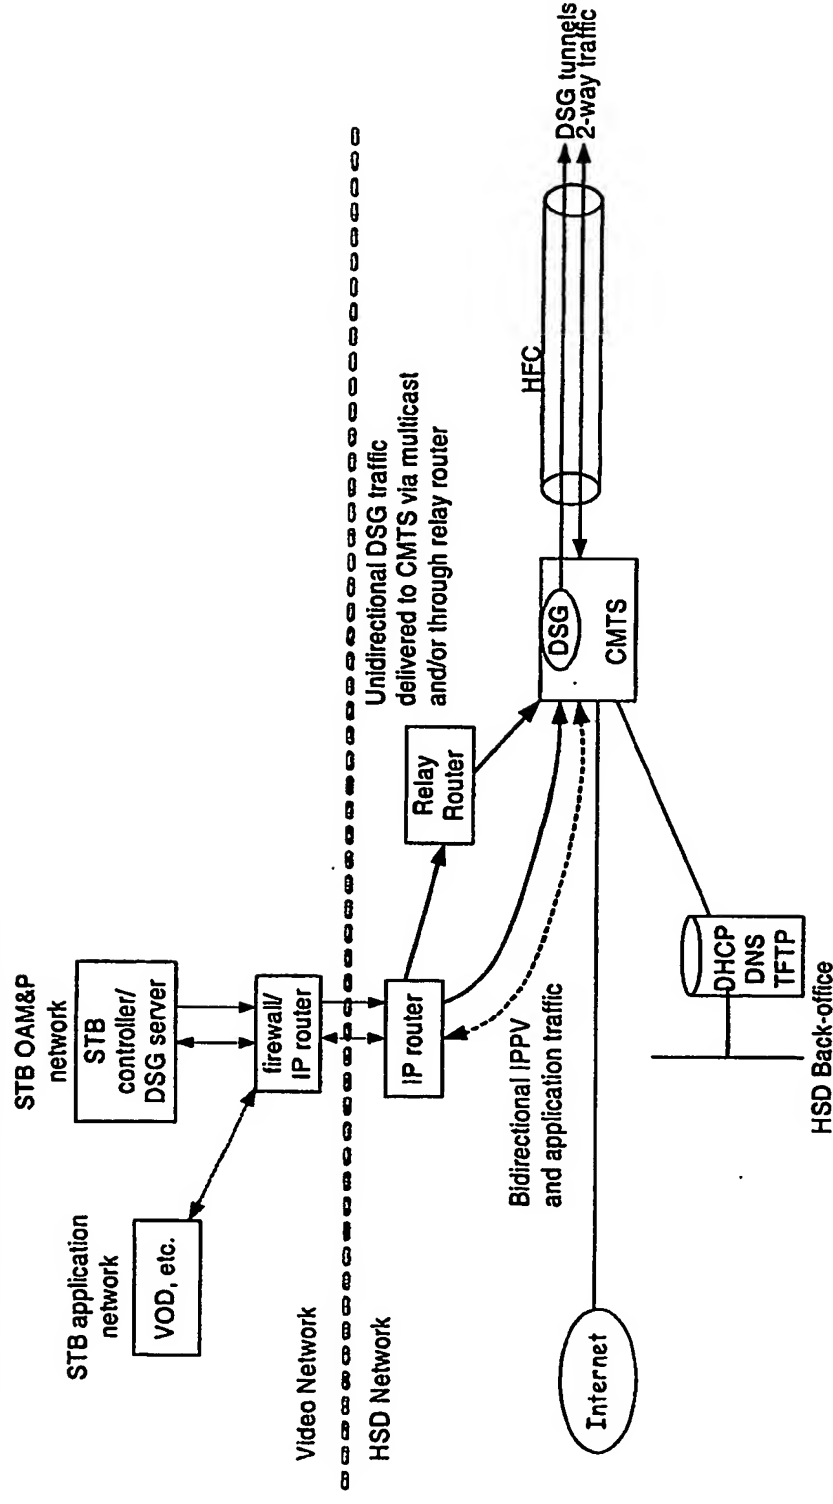 STB OAM&P
network
STB
controller/
DSG server
STB application
network
VOD, etc.
firewall/
IP router
Video Network
HSD Network
IP router
Relay
Router
Unidirectional DSG traffic
delivered to CMTS via multicast
and/or through relay router
Bidirectional IPPV
and application traffic
Internet
DSG
CMTS
HFC
DSG tunnels
2-way traffic
DHCP
DNS
TFTP
HSD Back-office